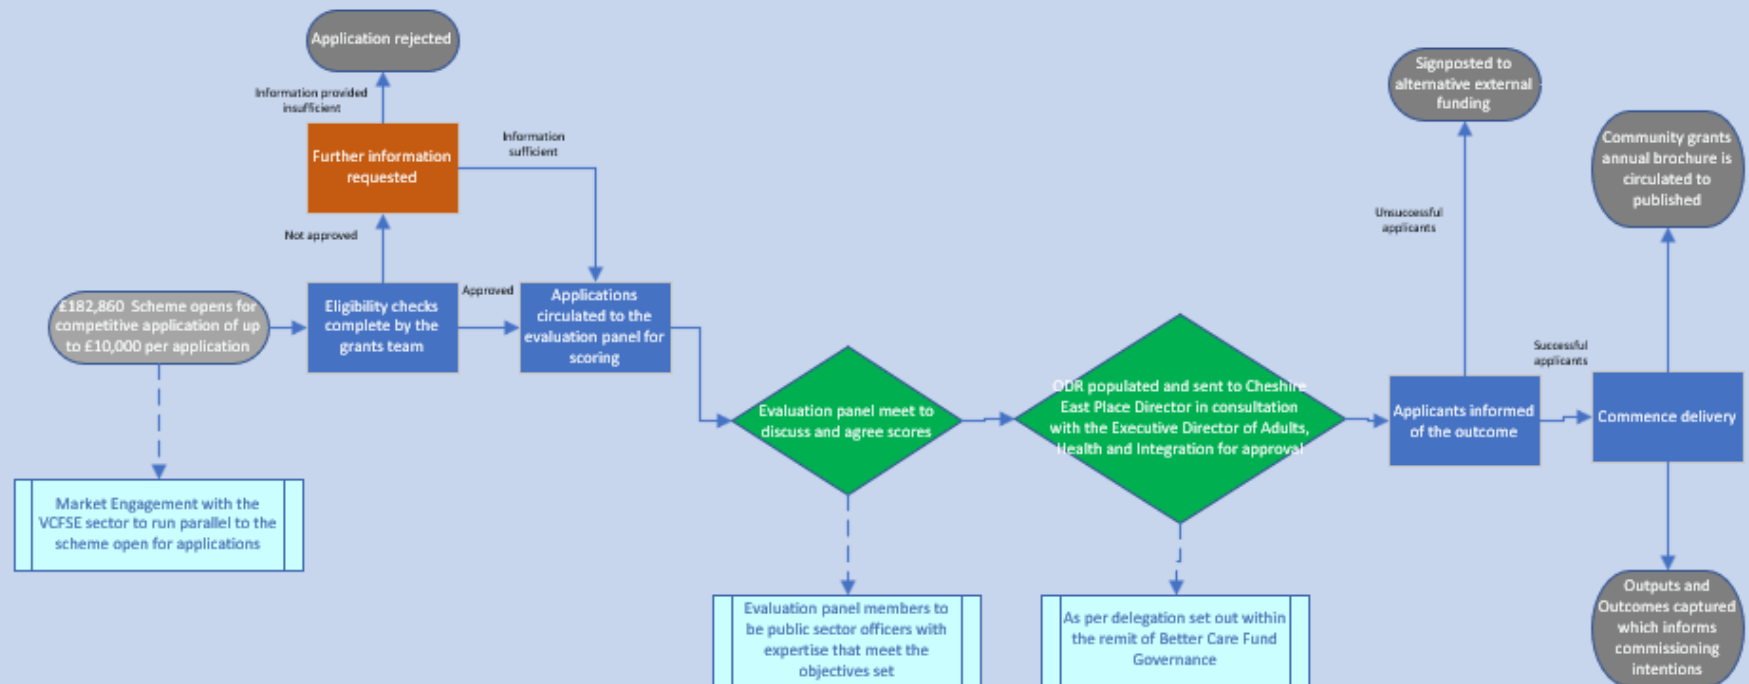 Application rejected
Information provided
insufficient
Further information
requested
Information
sufficient
Not approved
£182,860 Scheme opens for
competitive application of up
to £10,000 per application
Eligibility checks
complete by the
grants team
Approved
Applications
circulated to the
evaluation panel for
scoring
Market Engagement with the
VCFSE sector to run parallel to the
scheme open for applications
Evaluation panel meet to
discuss and agree scores
Evaluation panel members to
be public sector officers with
expertise that meet the
objectives set
ODR populated and sent to Cheshire
East Place Director in consultation
with the Executive Director of Adults,
Health and Integration for approval
As per delegation set out within
the remit of Better Care Fund
Governance
Applicants informed
of the outcome
Unsuccessful
applicants
Signposted to
alternative external
funding
Successful
applicants
Commence delivery
Community grants
annual brochure is
circulated to
published
Outputs and
Outcomes captured
which informs
commissioning
intentions